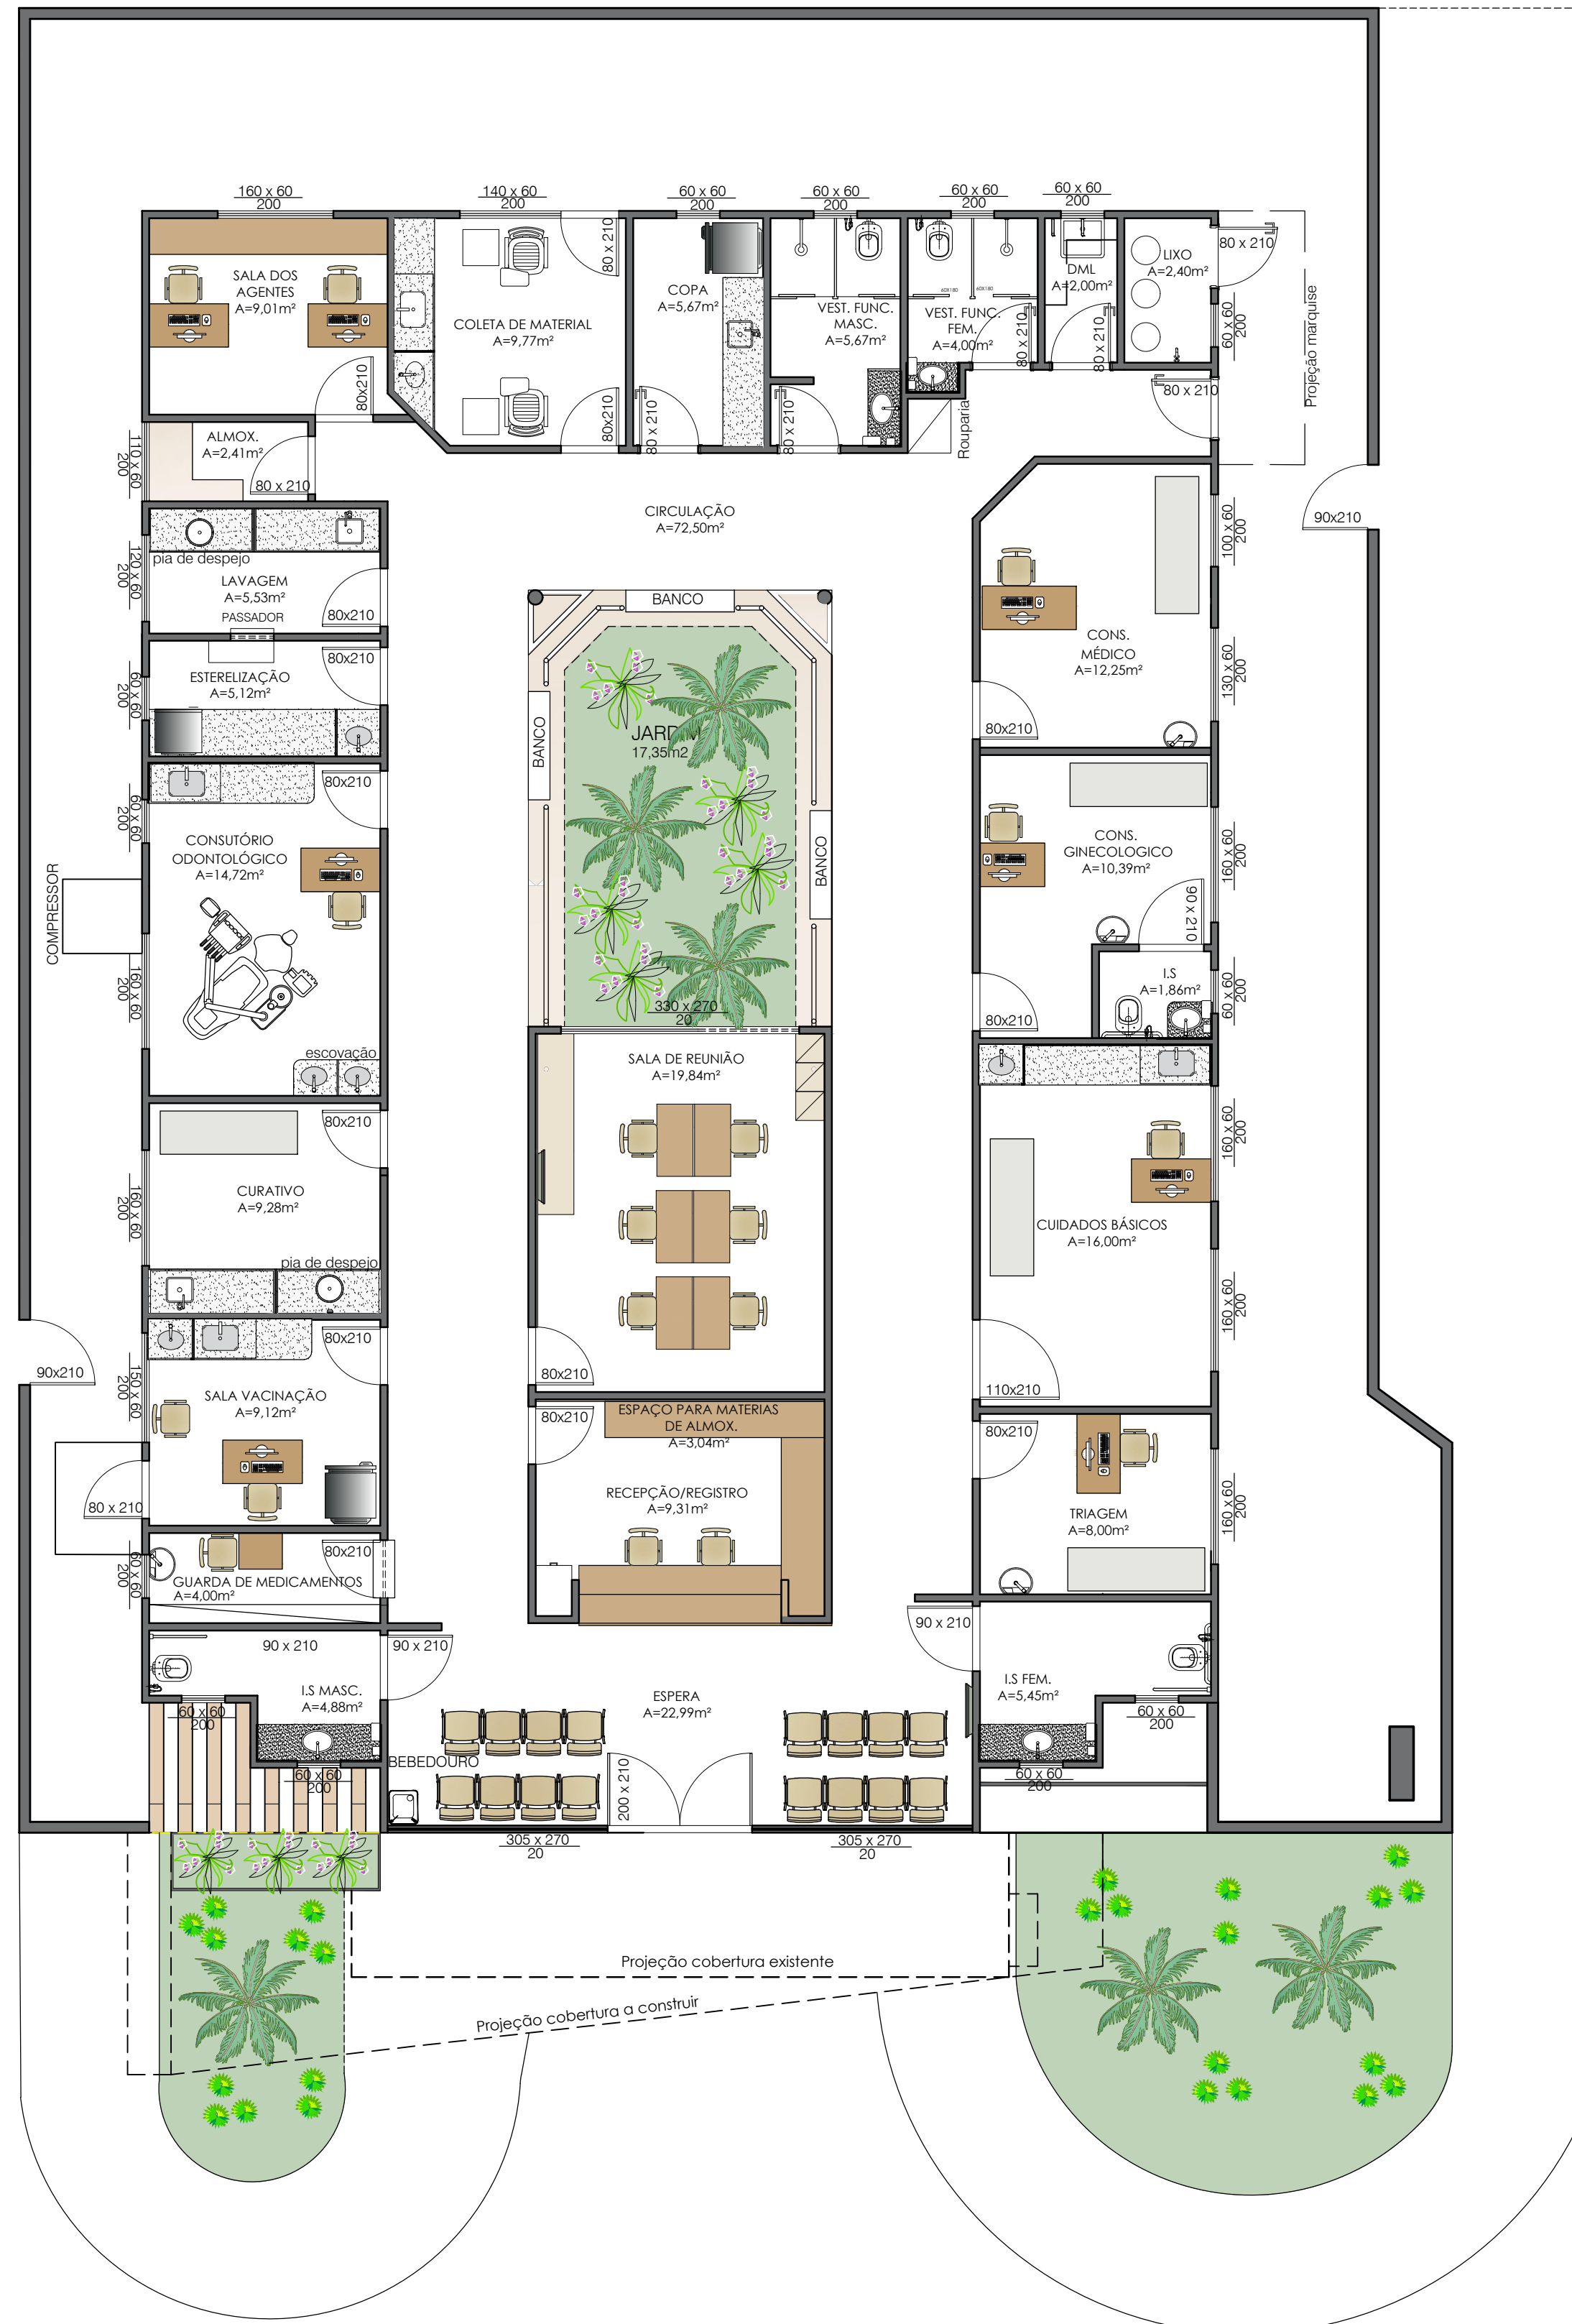 160 x 60
200
140 x 60
200
60 x 60
200
60 x 60
200
60 x 60
200
60 x 60
200
SALA DOS
AGENTES
A=9,01m²
80x210
COLETA DE MATERIAL
A=9,77m²
80 x 210
80x210
COPA
A=5,67m²
80 x 210
VEST. FUNC.
MASC.
A=5,67m²
80 x 210
60X180
60X180
VEST. FUNC.
FEM.
A=4,00m²
80 x 210
DML
A=2,00m²
80 x 210
LIXO
A=2,40m²
80 x 210
60 x 60
200
80 x 210
Projeção marquise
Rouparia
ALMOX.
A=2,41m²
80 x 210
110 x 60
200
CIRCULAÇÃO
A=72,50m²
90x210
pia de despejo
LAVAGEM
A=5,53m²
PASSADOR
80x210
120 x 60
200
ESTERELIZAÇÃO
A=5,12m²
80x210
60 x 60
200
BANCO
BANCO
BANCO
JARDIM
17,35m2
330 x 270
20
CONS.
MÉDICO
A=12,25m²
80x210
100 x 60
200
130 x 60
200
CONSUTÓRIO
ODONTOLÓGICO
A=14,72m²
80x210
60 x 60
200
COMPRESSOR
160 x 60
200
escovação
CONS.
GINECOLOGICO
A=10,39m²
90 x 210
160 x 60
200
I.S
A=1,86m²
60 x 60
200
80x210
SALA DE REUNIÃO
A=19,84m²
80x210
CURATIVO
A=9,28m²
80x210
160 x 60
200
pia de despejo
CUIDADOS BÁSICOS
A=16,00m²
110x210
160 x 60
200
160 x 60
200
90x210
SALA VACINAÇÃO
A=9,12m²
80x210
150 x 60
200
80 x 210
ESPAÇO PARA MATERIAS
DE ALMOX.
A=3,04m²
80x210
RECEPÇÃO/REGISTRO
A=9,31m²
80x210
TRIAGEM
A=8,00m²
160 x 60
200
GUARDA DE MEDICAMENTOS
A=4,00m²
80x210
60 x 60
200
90 x 210
I.S MASC.
A=4,88m²
90 x 210
60 x 60
200
60 x 60
200
BEBEDOURO
ESPERA
A=22,99m²
200 x 210
90 x 210
I.S FEM.
A=5,45m²
60 x 60
200
60 x 60
200
305 x 270
20
305 x 270
20
Projeção cobertura existente
Projeção cobertura a construir